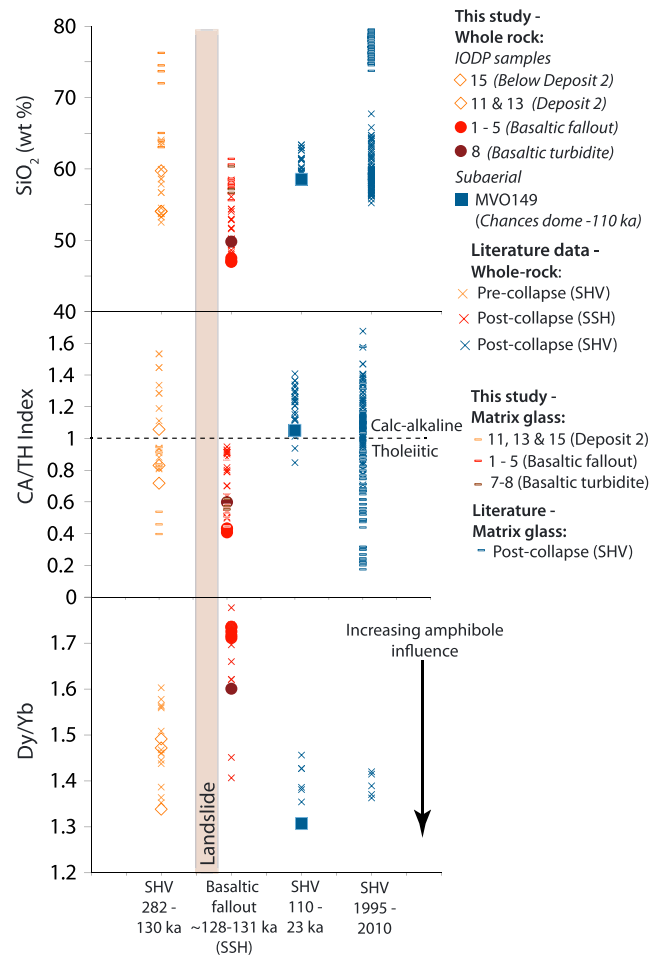 80
70
60
50
40
SiO2 (wt %)
1.6
1.4
1.2
1
0.8
0.6
0.4
0.2
0
CA/TH Index
Calc-alkaline
Tholeiitic
1.7
1.6
1.5
1.4
1.3
1.2
Dy/Yb
Increasing amphibole
influence
Landslide
SHV
282 -
130 ka
Basaltic
fallout
~128-131 ka
(SSH)
SHV
110 -
23 ka
SHV
1995 -
2010
This study -
Whole rock:
IODP samples
15 (Below Deposit 2)
11 & 13 (Deposit 2)
1 - 5 (Basaltic fallout)
8 (Basaltic turbidite)
Subaerial
MVO149
(Chances dome -110 ka)
Literature data -
Whole-rock:
Pre-collapse (SHV)
Post-collapse (SSH)
Post-collapse (SHV)
This study -
Matrix glass:
11, 13 & 15 (Deposit 2)
1 - 5 (Basaltic fallout)
7-8 (Basaltic turbidite)
Literature -
Matrix glass:
Post-collapse (SHV)